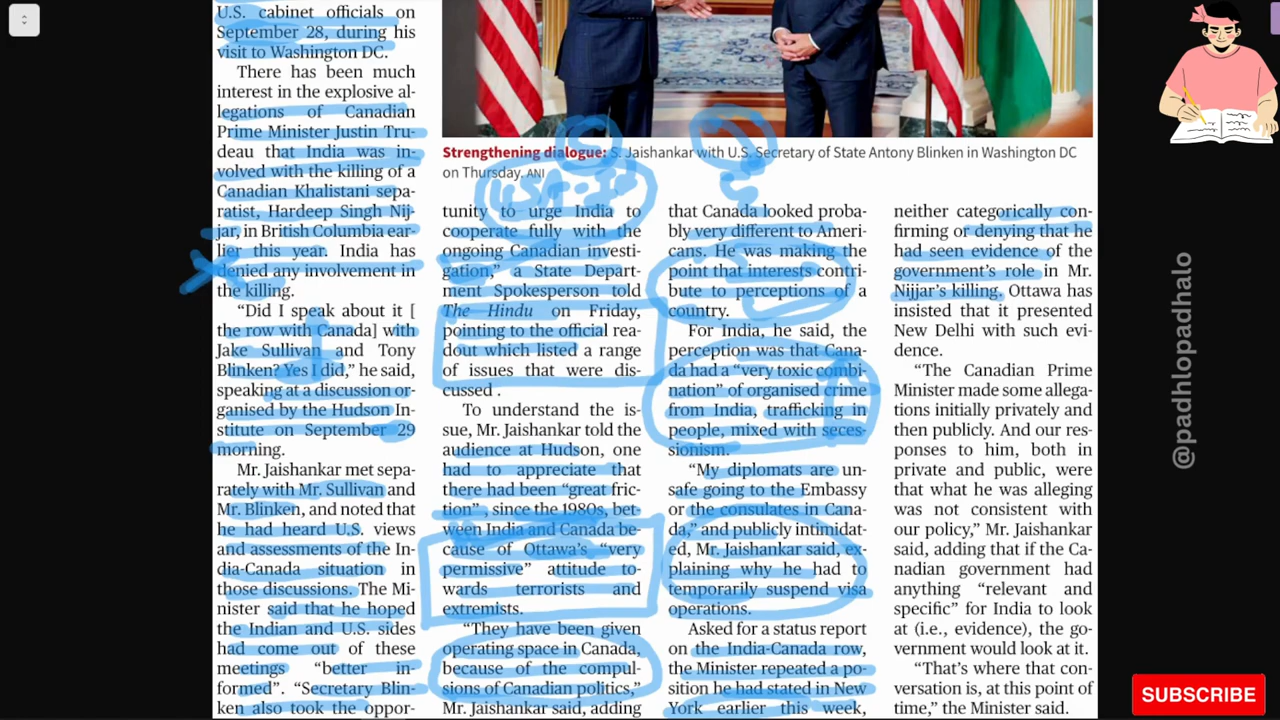 U.S. cabinet officials on
September 28, during his
visit to Washington DC.
There has been much
interest in the explosive al-
legations of Canadian
Prime Minister Justin Tru-
deau that India was in-
volved with the killing of a
Canadian Khalistani sepa-
ratist, Hardeep Singh Nij-
jar, in British Columbia ear-
lier this year. India has
denied any involvement in
the killing.
“Did I speak about it [
the row with Canada] with
Jake Sullivan and Tony
Blinken? Yes I did,” he said,
speaking at a discussion or-
ganised by the Hudson In-
stitute on September 29
morning.
Mr. Jaishankar met sepa-
rately with Mr. Sullivan and
Mr. Blinken, and noted that
he had heard U.S. views
and assessments of the In-
dia-Canada situation in
those discussions. The Mi-
nister said that he hoped
the Indian and U.S. sides
had come out of these
meetings “better in-
formed”. “Secretary Blin-
ken also took the oppor-
Strengthening dialogue: S. Jaishankar with U.S. Secretary of State Antony Blinken in Washington DC
on Thursday. ANI
tunity to urge India to
cooperate fully with the
ongoing Canadian investi-
gation,” a State Depart-
ment Spokesperson told
The Hindu on Friday,
pointing to the official rea-
dout which listed a range
of issues that were dis-
cussed .
To understand the is-
sue, Mr. Jaishankar told the
audience at Hudson, one
had to appreciate that
there had been “great fric-
tion”, since the 1980s, bet-
ween India and Canada be-
cause of Ottawa’s “very
permissive” attitude to-
wards terrorists and
extremists.
“They have been given
operating space in Canada,
because of the compul-
sions of Canadian politics,”
Mr. Jaishankar said, adding
that Canada looked proba-
bly very different to Ameri-
cans. He was making the
point that interests contri-
bute to perceptions of a
country.
For India, he said, the
perception was that Cana-
da had a “very toxic combi-
nation” of organised crime
from India, trafficking in
people, mixed with seces-
sionism.
“My diplomats are un-
safe going to the Embassy
or the consulates in Cana-
da,” and publicly intimidat-
ed, Mr. Jaishankar said, ex-
plaining why he had to
temporarily suspend visa
operations.
Asked for a status report
on the India-Canada row,
the Minister repeated a po-
sition he had stated in New
York earlier this week,
neither categorically con-
firming or denying that he
had seen evidence of the
government’s role in Mr.
Nijjar’s killing. Ottawa has
insisted that it presented
New Delhi with such evi-
dence.
“The Canadian Prime
Minister made some allega-
tions initially privately and
then publicly. And our res-
ponses to him, both in
private and public, were
that what he was alleging
was not consistent with
our policy,” Mr. Jaishankar
said, adding that if the Ca-
nadian government had
anything “relevant and
specific” for India to look
at (i.e., evidence), the go-
vernment would look at it.
“That’s where that con-
versation is, at this point of
time,” the Minister said.
@padhlopadhalo
SUBSCRIBE